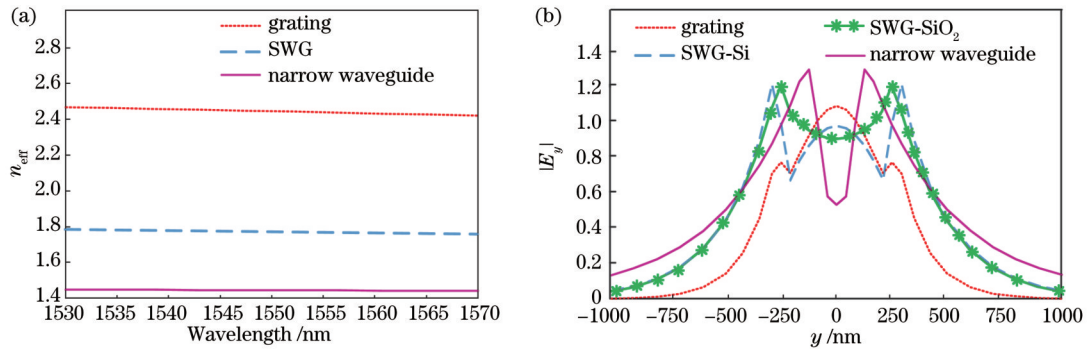 (a)
grating
SWG
narrow waveguide
2.8
2.6
2.4
2.2
2.0
1.8
1.6
1.4
n_eff
1530 1535 1540 1545 1550 1555 1560 1565 1570
Wavelength /nm
(b)
grating
SWG-Si
SWG-SiO₂
narrow waveguide
1.4
1.2
1.0
0.8
0.6
0.4
0.2
0
|E_y|
−1000 −750 −500 −250 0 250 500 750 1000
y /nm